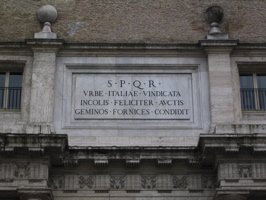 S · P · Q · R ·
VRBE · ITALIAE · VINDICATA
INCOLIS · FELICITER · AVCTIS
GEMINOS · FORNICES · CONDIDIT